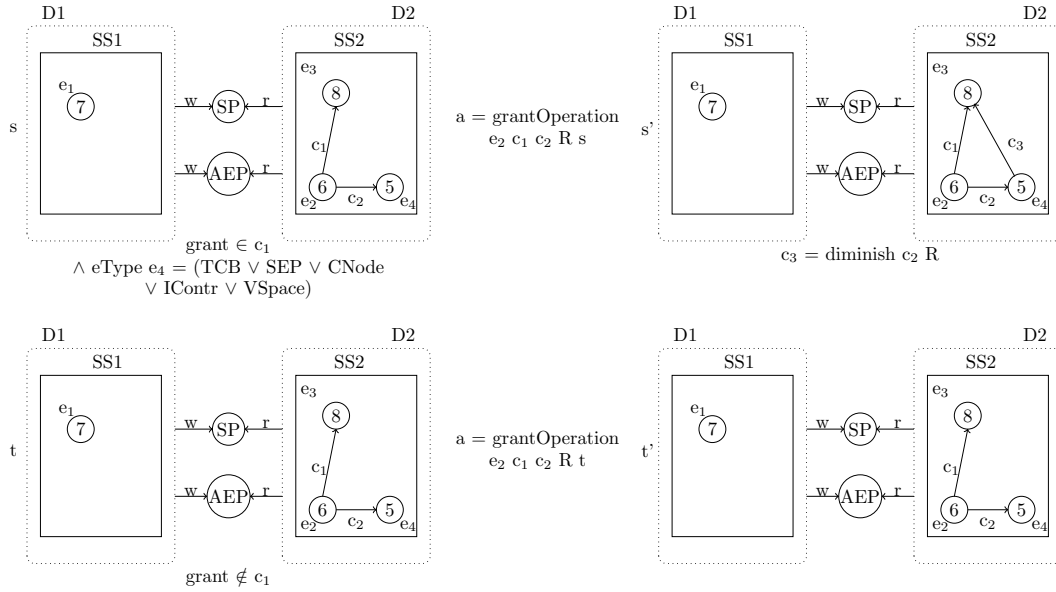 D1 D2 D1 D2
SS1 SS2 SS1 SS2
e₃ e₃
e₁ 8 e₁ 8
7 w SP r 7 w SP r
a = grantOperation
s c₁ e₂ c₁ c₂ R s s' c₁ c₃
w AEP r w AEP r
6 5 6 5
e₂ c₂ e₄ e₂ c₂ e₄
grant ∈ c₁
∧ eType e₄ = (TCB ∨ SEP ∨ CNode
∨ IContr ∨ VSpace)
c₃ = diminish c₂ R
D1 D2 D1 D2
SS1 SS2 SS1 SS2
e₃ e₃
e₁ 8 e₁ 8
7 w SP r 7 w SP r
a = grantOperation
t c₁ e₂ c₁ c₂ R t t' c₁
w AEP r w AEP r
6 5 6 5
e₂ c₂ e₄ e₂ c₂ e₄
grant ∉ c₁